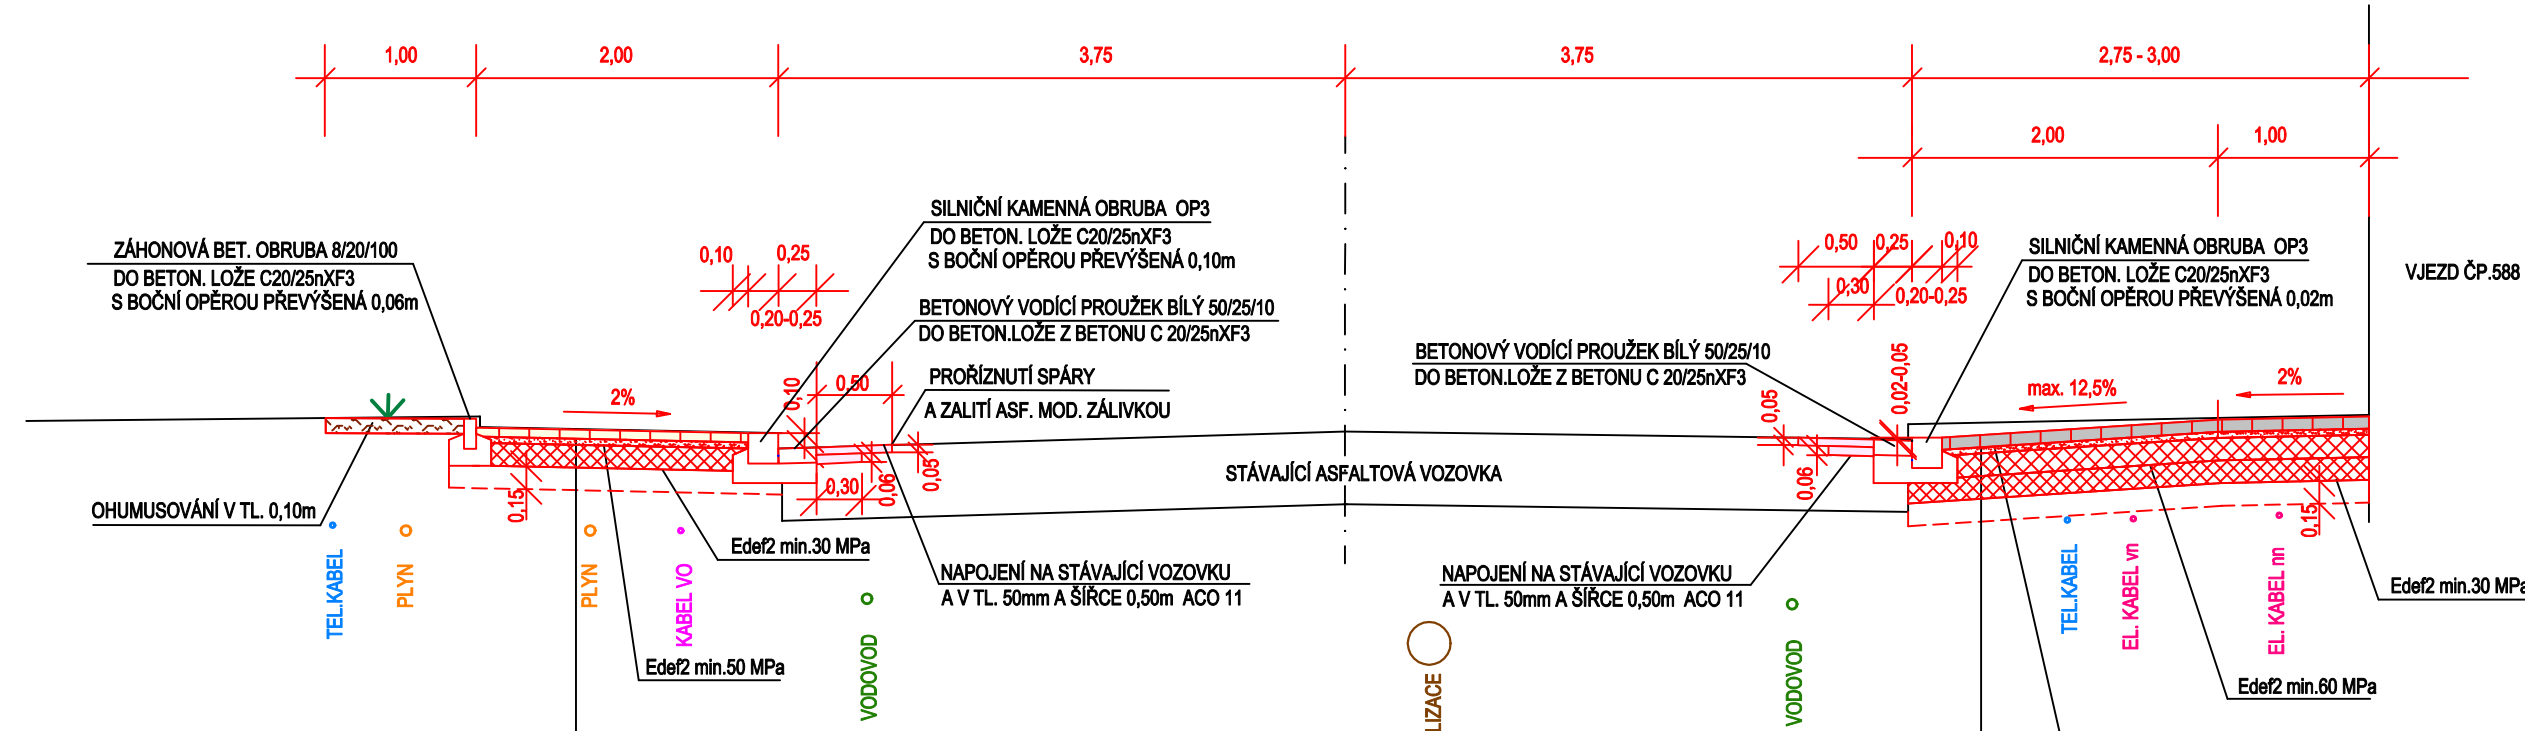 1,00
2,00
3,75
3,75
2,75 - 3,00
2,00
1,00
SILNIČNÍ KAMENNÁ OBRUBA  OP3
DO BETON. LOŽE C20/25nXF3
S BOČNÍ OPĚROU PŘEVÝŠENÁ 0,10m
ZÁHONOVÁ BET. OBRUBA 8/20/100
DO BETON. LOŽE C20/25nXF3
S BOČNÍ OPĚROU PŘEVÝŠENÁ 0,06m
0,10
0,25
0,20-0,25
BETONOVÝ VODÍCÍ PROUŽEK BÍLÝ 50/25/10
DO BETON.LOŽE Z BETONU C 20/25nXF3
0,50
0,25
0,10
0,30
0,20-0,25
SILNIČNÍ KAMENNÁ OBRUBA  OP3
DO BETON. LOŽE C20/25nXF3
S BOČNÍ OPĚROU PŘEVÝŠENÁ 0,02m
VJEZD ČP.588
BETONOVÝ VODÍCÍ PROUŽEK BÍLÝ 50/25/10
DO BETON.LOŽE Z BETONU C 20/25nXF3
PROŘÍZNUTÍ SPÁRY
A ZALITÍ ASF. MOD. ZÁLIVKOU
2%
0,10
0,50
0,05
0,02-0,05
max. 12,5%
2%
OHUMUSOVÁNÍ V TL. 0,10m
0,15
0,30
0,06
0,05
STÁVAJÍCÍ ASFALTOVÁ VOZOVKA
0,06
0,15
Edef2 min.30 MPa
NAPOJENÍ NA STÁVAJÍCÍ VOZOVKU
A V TL. 50mm A ŠÍŘCE 0,50m  ACO 11
NAPOJENÍ NA STÁVAJÍCÍ VOZOVKU
A V TL. 50mm A ŠÍŘCE 0,50m  ACO 11
Edef2 min.30 MPa
TEL.KABEL
PLYN
PLYN
KABEL VO
VODOVOD
LIZACE
VODOVOD
TEL.KABEL
EL. KABEL vn
EL. KABEL nn
Edef2 min.50 MPa
Edef2 min.60 MPa